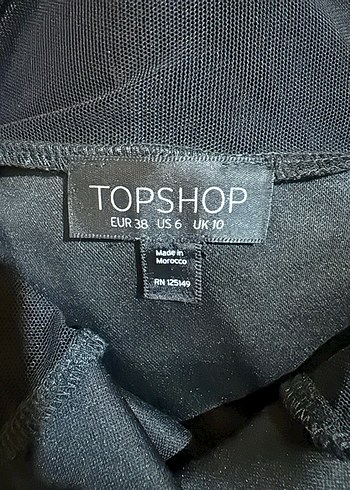 TOPSHOP
EUR 38 US 6 UK 10
Made in
Morocco
RN 125149